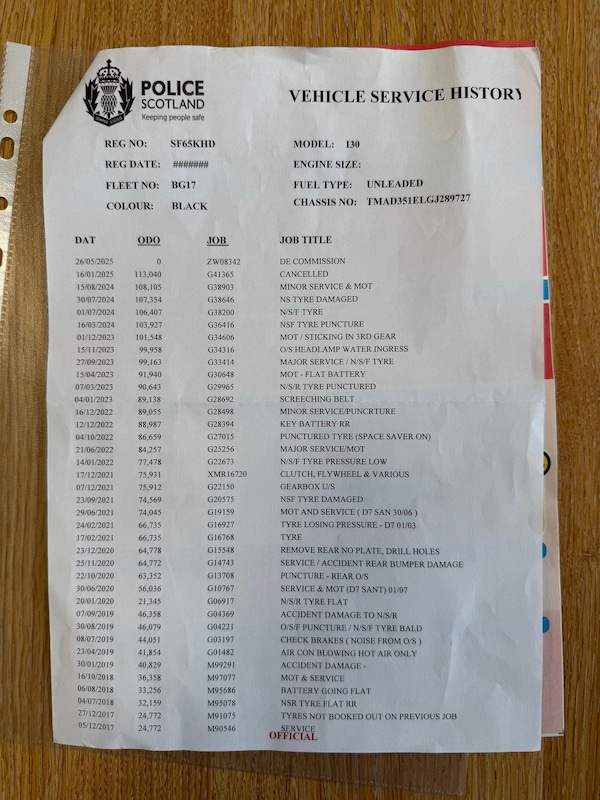 POLICE
SCOTLAND
Keeping people safe
VEHICLE SERVICE HISTORY
REG NO: SF65KHD MODEL: I30
REG DATE: ####### ENGINE SIZE:
FLEET NO: BG17 FUEL TYPE: UNLEADED
COLOUR: BLACK CHASSIS NO: TMAD351ELGJ289727
DAT ODO JOB JOB TITLE
26/05/2025 0 ZW08342 DE COMMISSION
16/01/2025 113,040 G41365 CANCELLED
15/08/2024 108,105 G38903 MINOR SERVICE & MOT
30/07/2024 107,354 G38646 NS TYRE DAMAGED
01/07/2024 106,407 G38200 N/S/F TYRE
16/03/2024 103,927 G36416 NSF TYRE PUNCTURE
01/12/2023 101,548 G34606 MOT / STICKING IN 3RD GEAR
15/11/2023 99,958 G34316 O/S HEADLAMP WATER INGRESS
27/09/2023 99,163 G33414 MAJOR SERVICE / N/S/F TYRE
15/04/2023 91,940 G30648 MOT - FLAT BATTERY
07/03/2023 90,643 G29965 N/S/R TYRE PUNCTURED
04/01/2023 89,138 G28692 SCREECHING BELT
16/12/2022 89,055 G28498 MINOR SERVICE/PUNCRTURE
12/12/2022 88,987 G28394 KEY BATTERY RR
04/10/2022 86,659 G27015 PUNCTURED TYRE (SPACE SAVER ON)
21/06/2022 84,257 G25256 MAJOR SERVICE/MOT
14/01/2022 77,478 G22673 N/S/F TYRE PRESSURE LOW
17/12/2021 75,931 XMR16720 CLUTCH, FLYWHEEL & VARIOUS
07/12/2021 75,912 G22150 GEARBOX U/S
23/09/2021 74,569 G20575 NSF TYRE DAMAGED
29/06/2021 74,045 G19159 MOT AND SERVICE ( D7 SAN 30/06 )
24/02/2021 66,735 G16927 TYRE LOSING PRESSURE - D7 01/03
17/02/2021 66,735 G16768 TYRE
23/12/2020 64,778 G15548 REMOVE REAR NO PLATE, DRILL HOLES
25/11/2020 64,772 G14743 SERVICE / ACCIDENT REAR BUMPER DAMAGE
22/10/2020 63,352 G13708 PUNCTURE - REAR O/S
30/06/2020 56,036 G10767 SERVICE & MOT (D7 SANT) 01/07
20/01/2020 21,345 G06917 N/S/R TYRE FLAT
07/09/2019 46,358 G04369 ACCIDENT DAMAGE TO N/S/R
30/08/2019 46,079 G04221 O/S/F PUNCTURE / N/S/F TYRE BALD
08/07/2019 44,051 G03197 CHECK BRAKES ( NOISE FROM O/S )
23/04/2019 41,854 G01482 AIR CON BLOWING HOT AIR ONLY
30/01/2019 40,829 M99291 ACCIDENT DAMAGE -
16/10/2018 36,358 M97077 MOT & SERVICE
06/08/2018 33,256 M95686 BATTERY GOING FLAT
04/07/2018 32,159 M95078 NSR TYRE FLAT RR
27/12/2017 24,772 M91075 TYRES NOT BOOKED OUT ON PREVIOUS JOB
05/12/2017 24,772 M90546 SERVICE
OFFICIAL